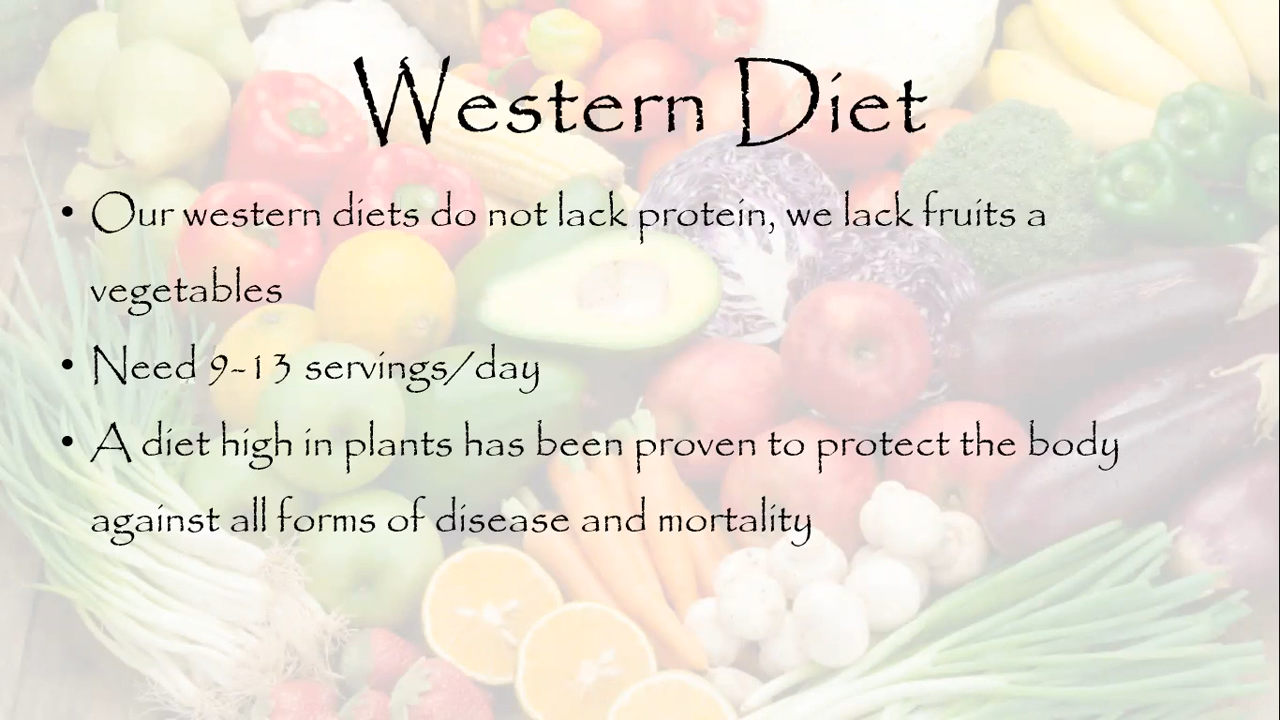 Western Diet
• Our western diets do not lack protein, we lack fruits a
vegetables
• Need 9-13 servings/day
• A diet high in plants has been proven to protect the body
against all forms of disease and mortality